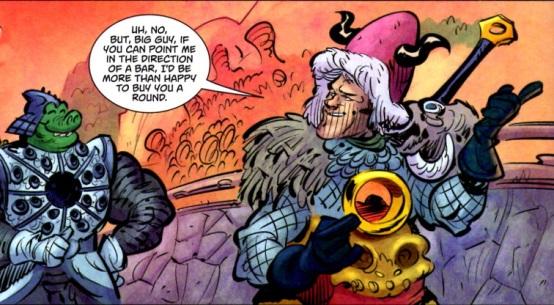 UH, NO,
BUT, BIG GUY, IF
YOU CAN POINT ME
IN THE DIRECTION
OF A BAR, I'D BE
MORE THAN HAPPY
TO BUY YOU A
ROUND.